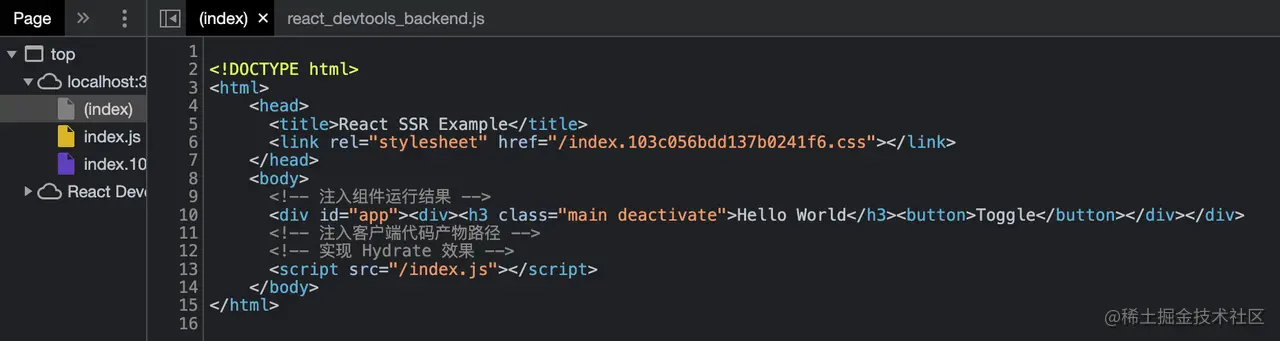 Page » ⋮ (index) × react_devtools_backend.js
top
localhost:3
(index)
index.js
index.10
React Deve
1
2 <!DOCTYPE html>
3 <html>
4 <head>
5 <title>React SSR Example</title>
6 <link rel="stylesheet" href="/index.103c056bdd137b0241f6.css"></link>
7 </head>
8 <body>
9 <!-- 注入组件运行结果 -->
10 <div id="app"><div><h3 class="main deactivate">Hello World</h3><button>Toggle</button></div></div>
11 <!-- 注入客户端代码产物路径 -->
12 <!-- 实现 Hydrate 效果 -->
13 <script src="/index.js"></script>
14 </body>
15 </html>
16
@稀土掘金技术社区